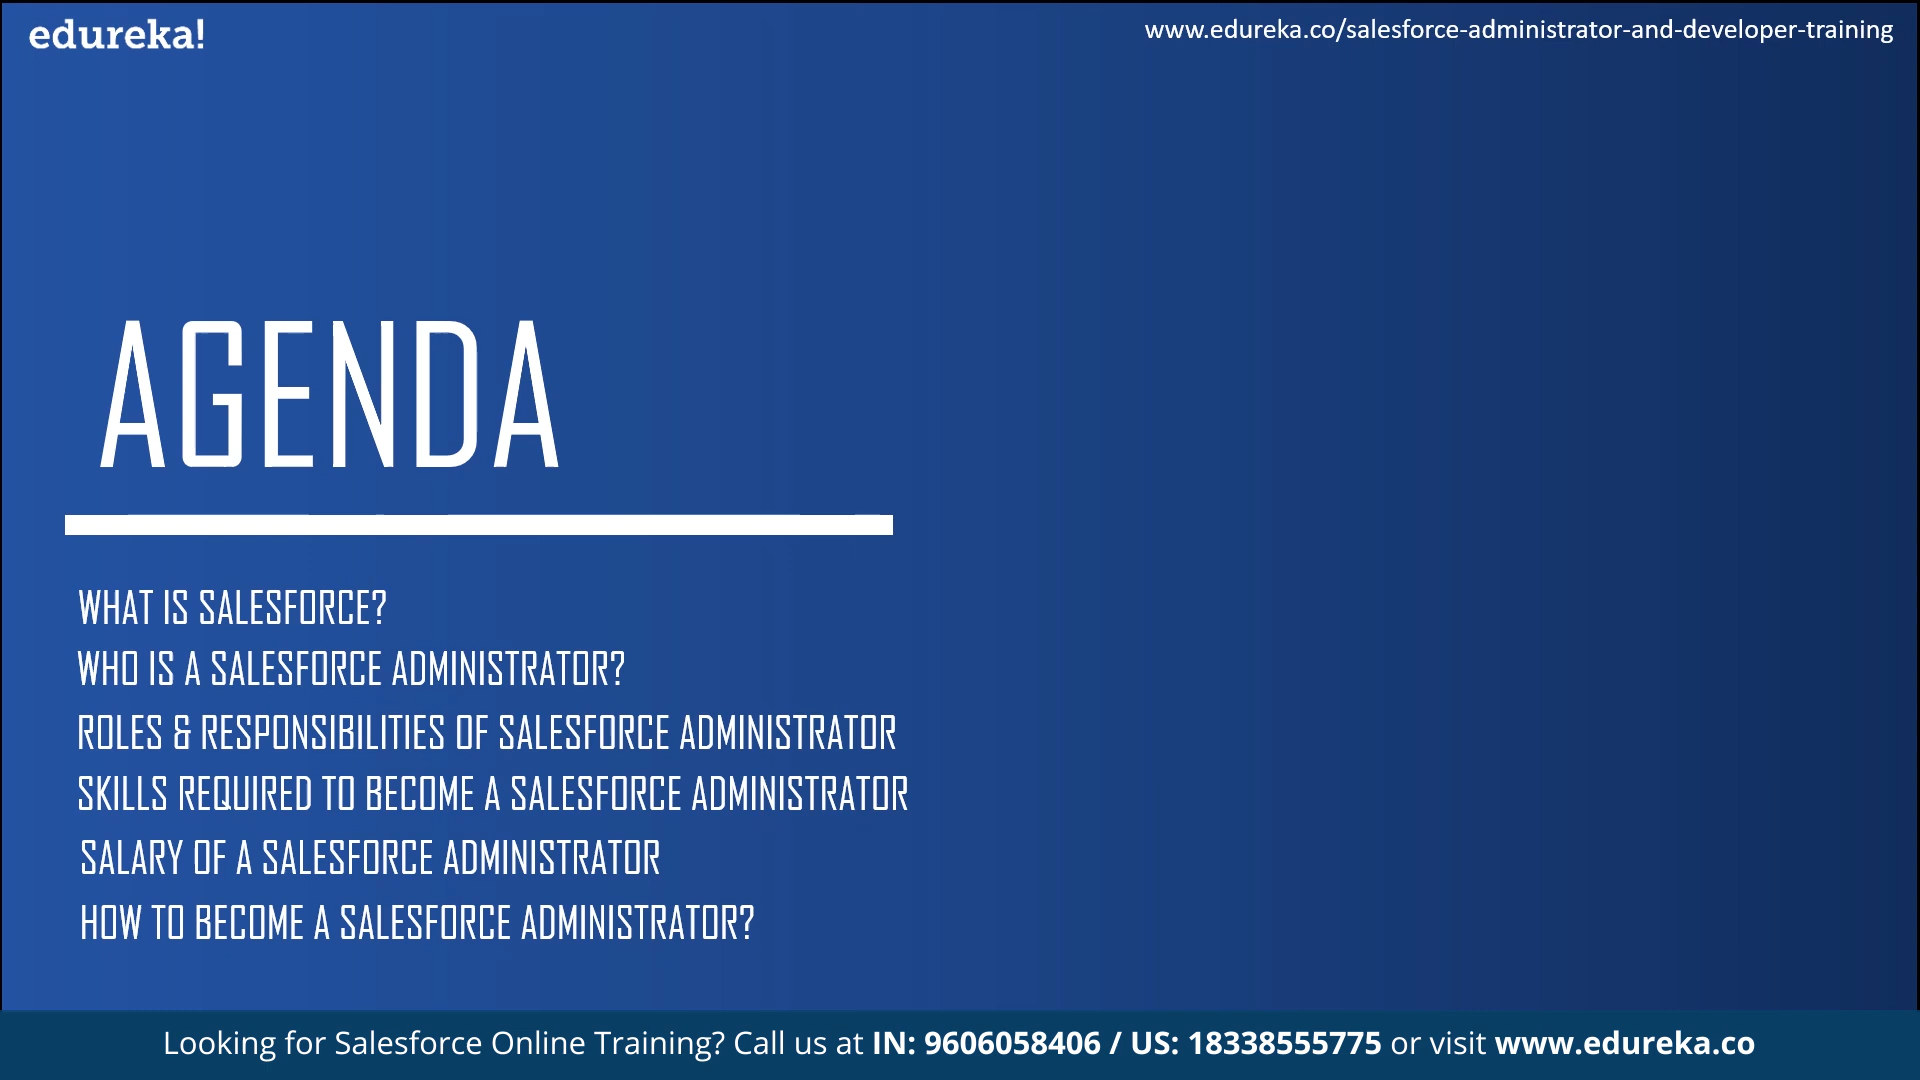 edureka!
www.edureka.co/salesforce-administrator-and-developer-training
AGENDA
WHAT IS SALESFORCE?
WHO IS A SALESFORCE ADMINISTRATOR?
ROLES & RESPONSIBILITIES OF SALESFORCE ADMINISTRATOR
SKILLS REQUIRED TO BECOME A SALESFORCE ADMINISTRATOR
SALARY OF A SALESFORCE ADMINISTRATOR
HOW TO BECOME A SALESFORCE ADMINISTRATOR?
Looking for Salesforce Online Training? Call us at IN: 9606058406 / US: 18338555775 or visit www.edureka.co